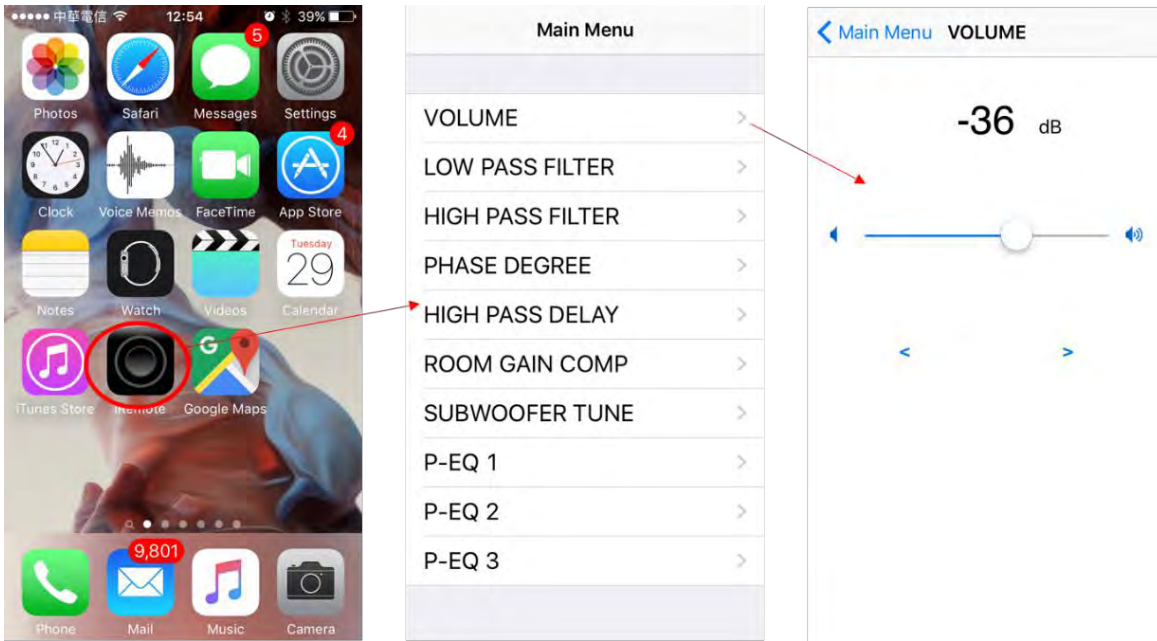 中華電信 12:54 39%
5
Photos Safari Messages Settings
4
Clock Voice Memos FaceTime App Store
Tuesday
29
Notes Watch Videos Calendar
G
iTunes Store iRemote Google Maps
9,801
Phone Mail Music Camera
Main Menu
VOLUME
LOW PASS FILTER
HIGH PASS FILTER
PHASE DEGREE
HIGH PASS DELAY
ROOM GAIN COMP
SUBWOOFER TUNE
P-EQ 1
P-EQ 2
P-EQ 3
Main Menu VOLUME
-36 dB
< >